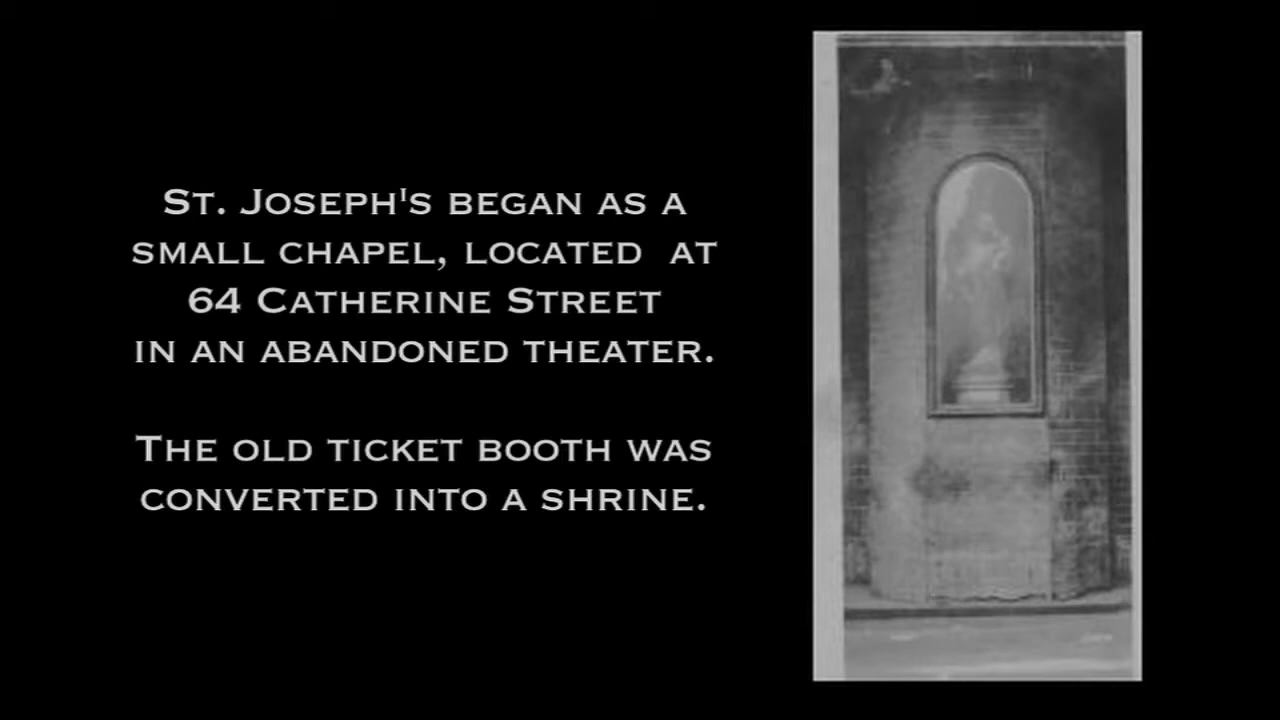 St. Joseph's began as a
small chapel, located  at
64 Catherine Street
in an abandoned theater.
The old ticket booth was
converted into a shrine.